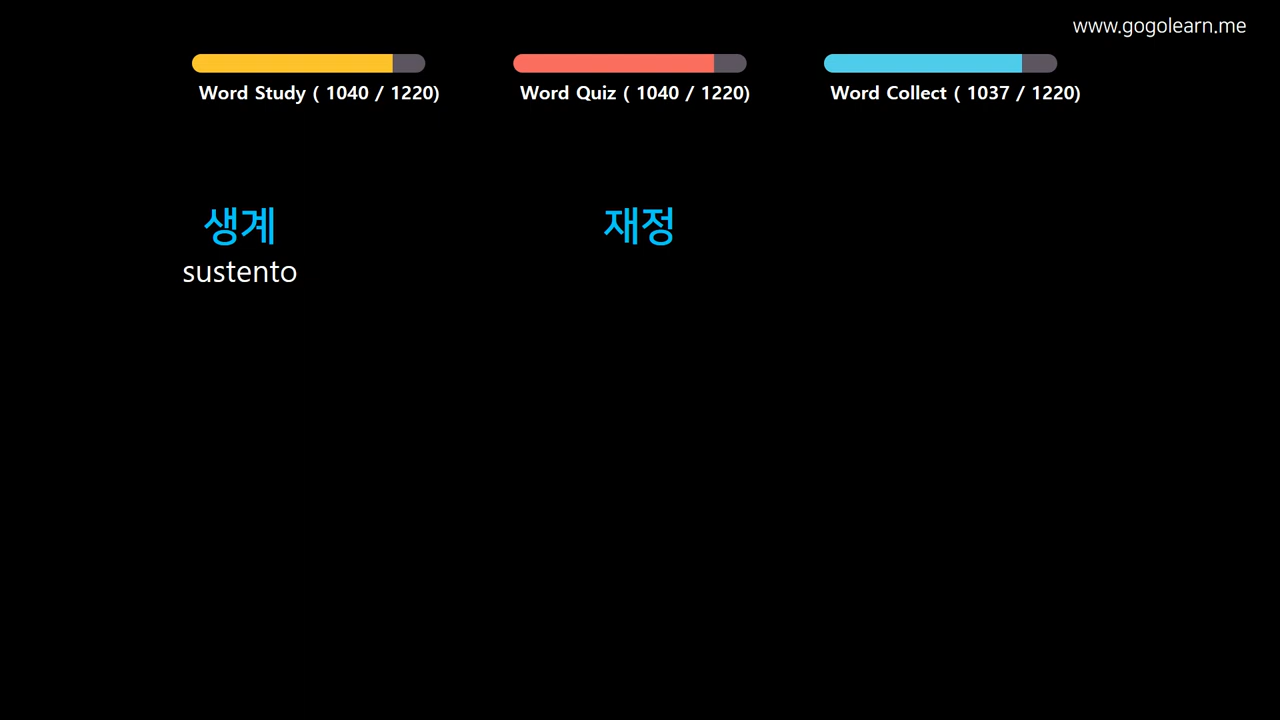 www.gogolearn.me
Word Study ( 1040 / 1220)
Word Quiz ( 1040 / 1220)
Word Collect ( 1037 / 1220)
생계
sustento
재정